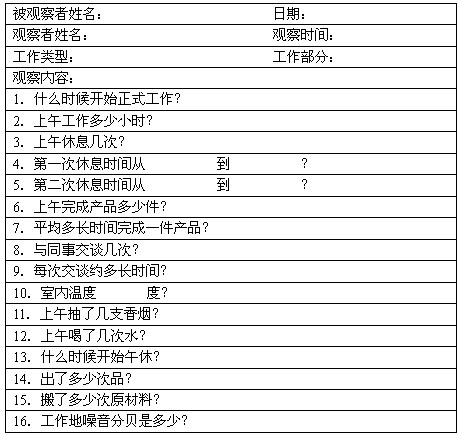 被观察者姓名： 日期：
观察者姓名： 观察时间：
工作类型： 工作部分：
观察内容：
1．什么时候开始正式工作？
2．上午工作多少小时？
3．上午休息几次？
4．第一次休息时间从 到 ？
5．第二次休息时间从 到 ？
6．上午完成产品多少件？
7．平均多长时间完成一件产品？
8．与同事交谈几次？
9．每次交谈约多长时间？
10．室内温度 度？
11．上午抽了几支香烟？
12．上午喝了几次水？
13．什么时候开始午休？
14．出了多少次品？
15．搬了多少次原材料？
16．工作地噪音分贝是多少？